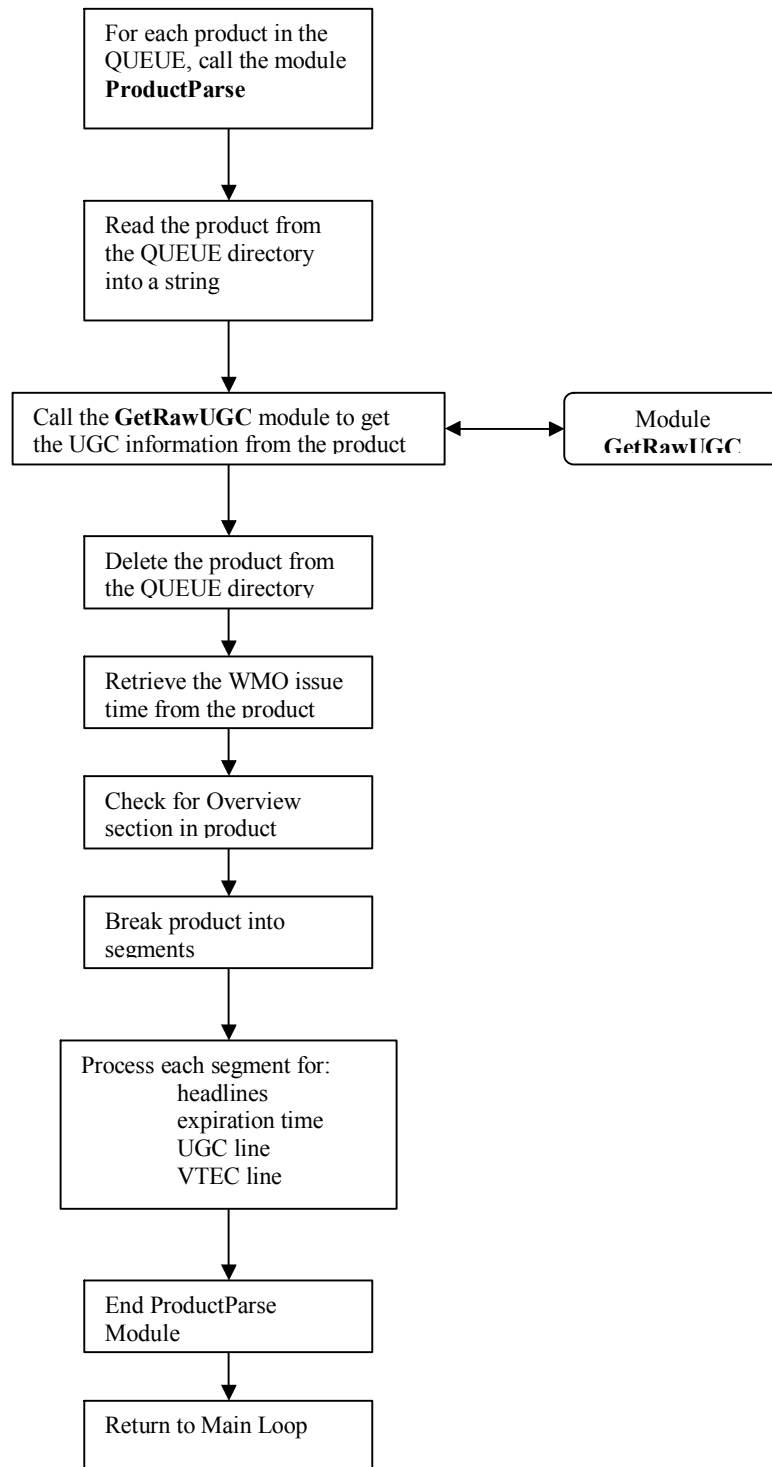 For each product in the
QUEUE, call the module
ProductParse
Read the product from
the QUEUE directory
into a string
Call the GetRawUGC module to get
the UGC information from the product
Module
GetRawUGC
Delete the product from
the QUEUE directory
Retrieve the WMO issue
time from the product
Check for Overview
section in product
Break product into
segments
Process each segment for:
headlines
expiration time
UGC line
VTEC line
End ProductParse
Module
Return to Main Loop